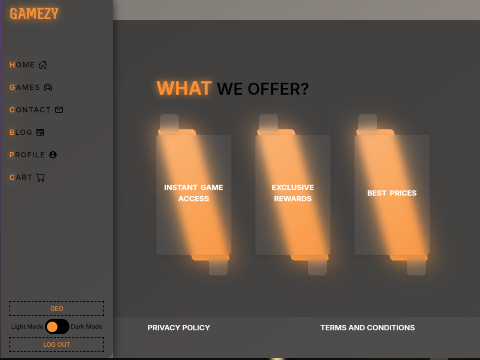 GAMEZY
HOME
GAMES
CONTACT
BLOG
PROFILE
CART
GEO
Light Mode Dark Mode
LOG OUT
WHAT WE OFFER?
INSTANT GAME
ACCESS
EXCLUSIVE
REWARDS
BEST PRICES
PRIVACY POLICY
TERMS AND CONDITIONS